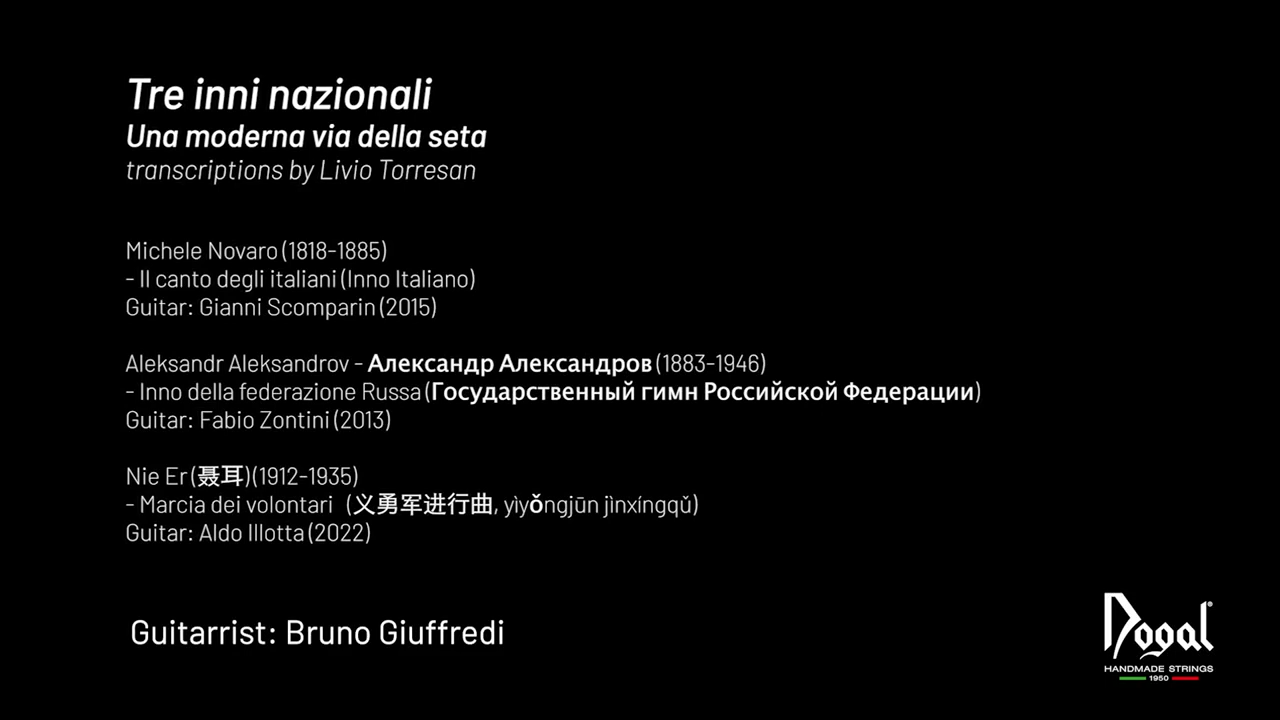 Tre inni nazionali
Una moderna via della seta
transcriptions by Livio Torresan
Michele Novaro (1818-1885)
- Il canto degli italiani (Inno Italiano)
Guitar: Gianni Scomparin (2015)
Aleksandr Aleksandrov - Александр Александров (1883-1946)
- Inno della federazione Russa (Государственный гимн Российской Федерации)
Guitar: Fabio Zontini (2013)
Nie Er (聂耳) (1912-1935)
- Marcia dei volontari (义勇军进行曲, yìyǒngjūn jìnxíngqǔ)
Guitar: Aldo Illotta (2022)
Guitarrist: Bruno Giuffredi
Dogal®
HANDMADE STRINGS
1950